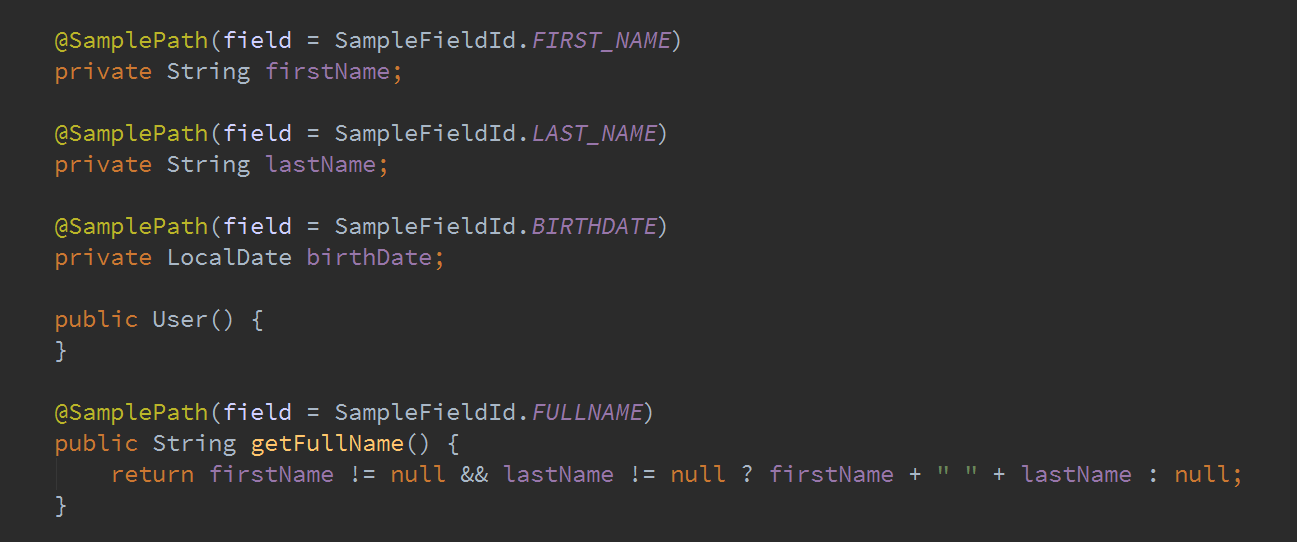 @SamplePath(field = SampleFieldId.FIRST_NAME)
private String firstName;
@SamplePath(field = SampleFieldId.LAST_NAME)
private String lastName;
@SamplePath(field = SampleFieldId.BIRTHDATE)
private LocalDate birthDate;
public User() {
}
@SamplePath(field = SampleFieldId.FULLNAME)
public String getFullName() {
    return firstName != null && lastName != null ? firstName + " " + lastName : null;
}